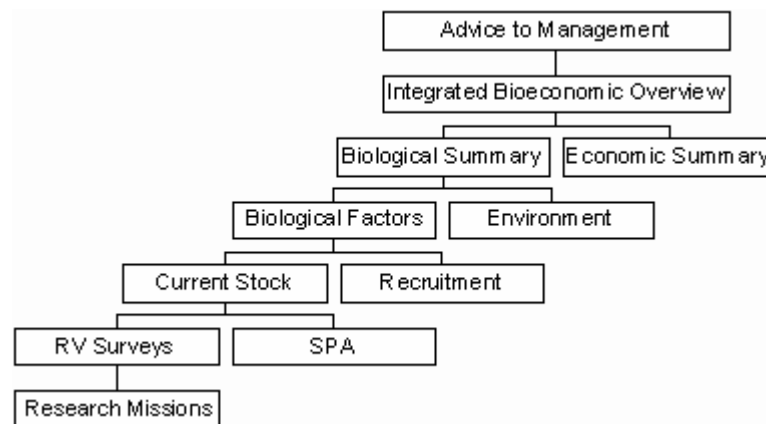 Advice to Management
Integrated Bioeconomic Overview
Biological Summary
Economic Summary
Biological Factors
Environment
Current Stock
Recruitment
RV Surveys
SPA
Research Missions